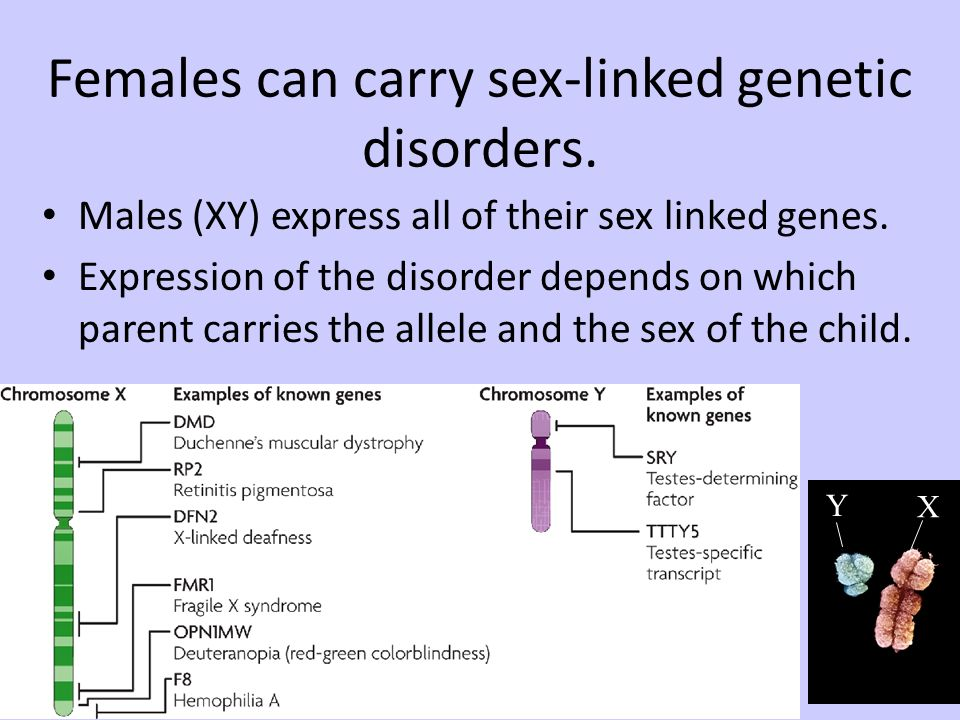 Females can carry sex-linked genetic
disorders.
• Males (XY) express all of their sex linked genes.
• Expression of the disorder depends on which
parent carries the allele and the sex of the child.
Chromosome X
Examples of known genes
DMD
Duchenne's muscular dystrophy
RP2
Retinitis pigmentosa
DFN2
X-linked deafness
FMR1
Fragile X syndrome
OPN1MW
Deuteranopia (red-green colorblindness)
F8
Hemophilia A
Chromosome Y
Examples of
known genes
SRY
Testes-determining
factor
TTTY5
Testes-specific
transcript
Y
X